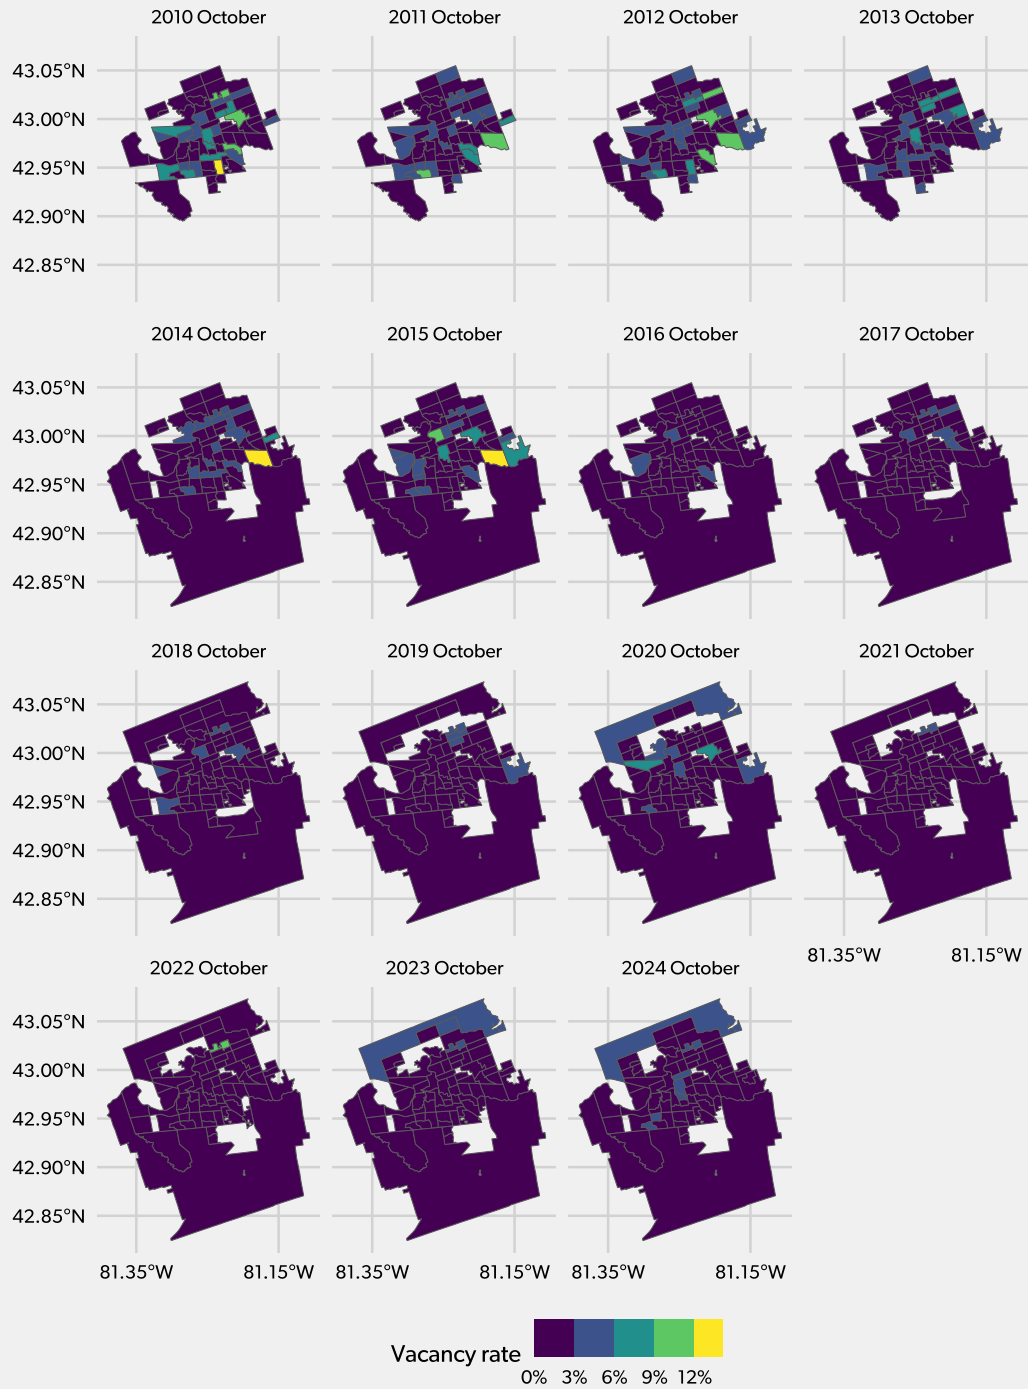 2010 October 2011 October 2012 October 2013 October
43.05°N
43.00°N
42.95°N
42.90°N
42.85°N
2014 October 2015 October 2016 October 2017 October
43.05°N
43.00°N
42.95°N
42.90°N
42.85°N
2018 October 2019 October 2020 October 2021 October
43.05°N
43.00°N
42.95°N
42.90°N
42.85°N
81.35°W 81.15°W
2022 October 2023 October 2024 October
43.05°N
43.00°N
42.95°N
42.90°N
42.85°N
81.35°W 81.15°W 81.35°W 81.15°W 81.35°W 81.15°W
Vacancy rate
0% 3% 6% 9% 12%